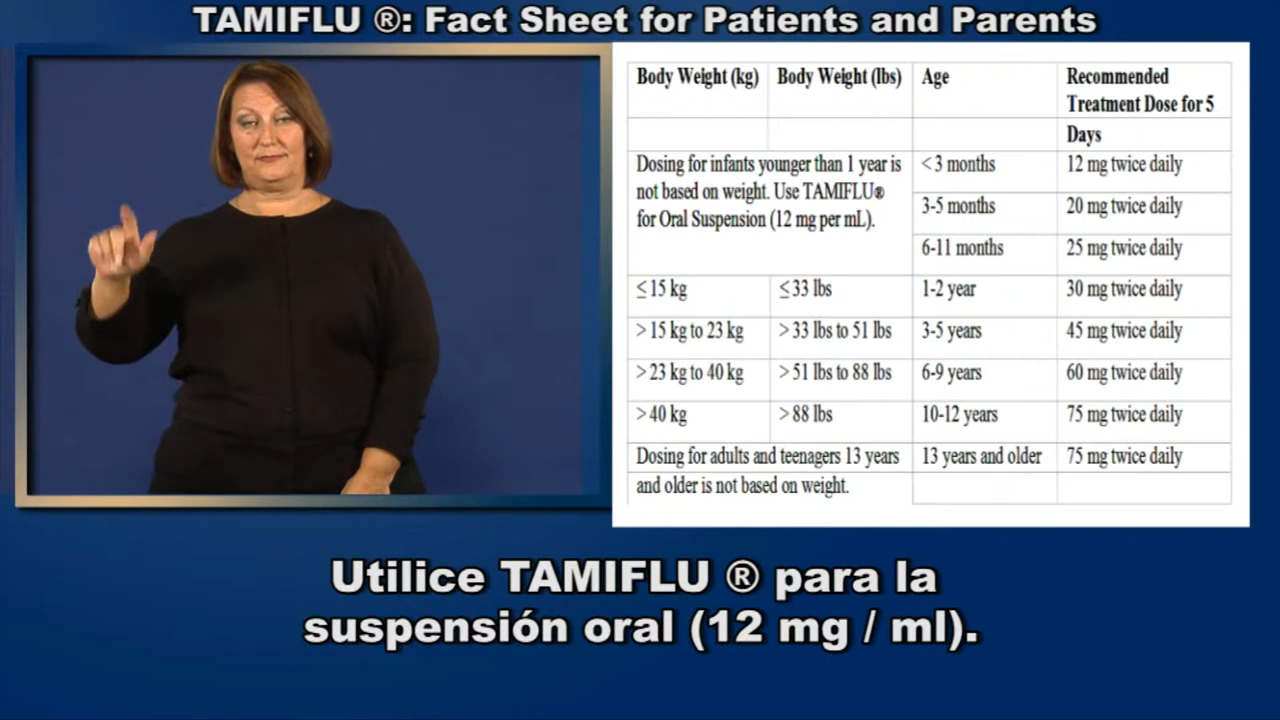 TAMIFLU ®: Fact Sheet for Patients and Parents
Body Weight (kg) Body Weight (lbs) Age Recommended
Treatment Dose for 5
Days
Dosing for infants younger than 1 year is
not based on weight. Use TAMIFLU®
for Oral Suspension (12 mg per mL).
< 3 months 12 mg twice daily
3-5 months 20 mg twice daily
6-11 months 25 mg twice daily
≤ 15 kg ≤ 33 lbs 1-2 year 30 mg twice daily
> 15 kg to 23 kg > 33 lbs to 51 lbs 3-5 years 45 mg twice daily
> 23 kg to 40 kg > 51 lbs to 88 lbs 6-9 years 60 mg twice daily
> 40 kg > 88 lbs 10-12 years 75 mg twice daily
Dosing for adults and teenagers 13 years 13 years and older 75 mg twice daily
and older is not based on weight.
Utilice TAMIFLU ® para la
suspensión oral (12 mg / ml).